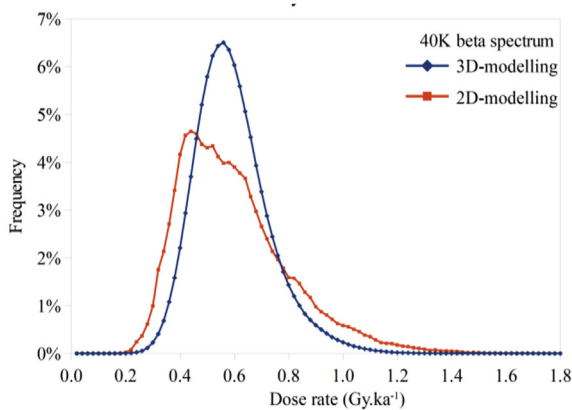 7%
6%
5%
4%
3%
2%
1%
0%
Frequency
40K beta spectrum
3D-modelling
2D-modelling
0.0 0.2 0.4 0.6 0.8 1.0 1.2 1.4 1.6 1.8
Dose rate (Gy.ka⁻¹)